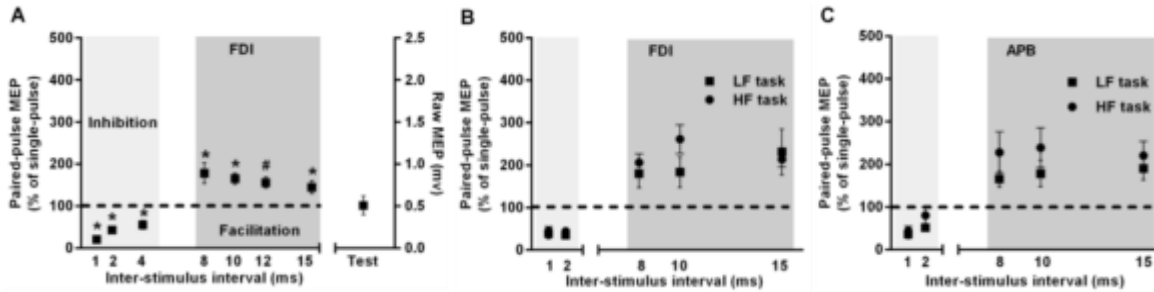 A
500
400
300
200
100
0
Paired-pulse MEP
(% of single-pulse)
FDI
Inhibition
Facilitation
*
*
*
*
*
#
*
1 2 4 8 10 12 15 Test
Inter-stimulus interval (ms)
2.5
2.0
1.5
1.0
0.5
0.0
Raw MEP (mv)
B
500
400
300
200
100
0
Paired-pulse MEP
(% of single-pulse)
FDI
LF task
HF task
1 2 8 10 15
Inter-stimulus interval (ms)
C
500
400
300
200
100
0
Paired-pulse MEP
(% of single-pulse)
APB
LF task
HF task
1 2 8 10 15
Inter-stimulus interval (ms)